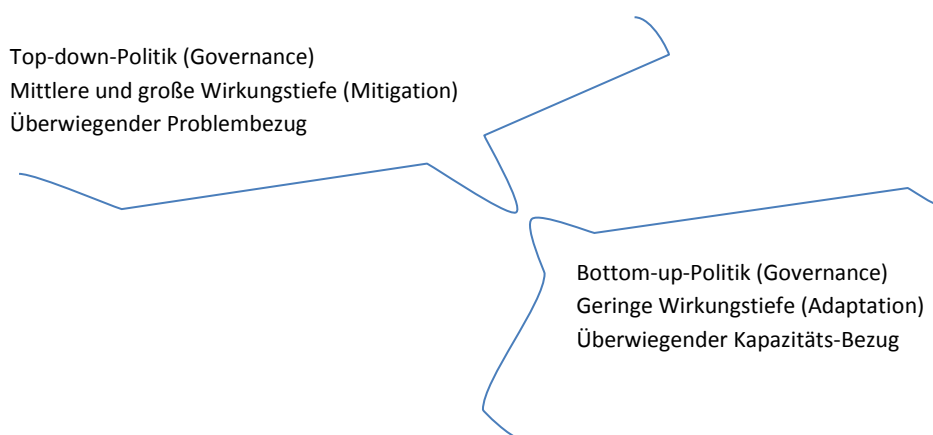 Top-down-Politik (Governance)
Mittlere und große Wirkungstiefe (Mitigation)
Überwiegender Problembezug
Bottom-up-Politik (Governance)
Geringe Wirkungstiefe (Adaptation)
Überwiegender Kapazitäts-Bezug